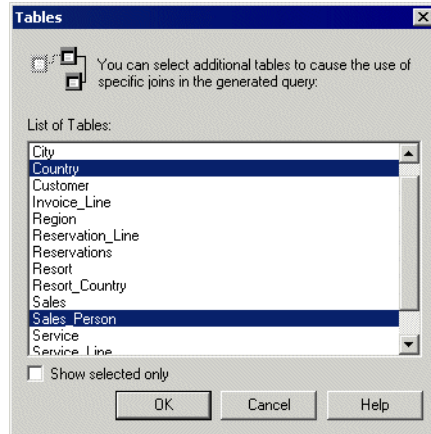 Tables
You can select additional tables to cause the use of
specific joins in the generated query:
List of Tables:
City
Country
Customer
Invoice_Line
Region
Reservation_Line
Reservations
Resort
Resort_Country
Sales
Sales_Person
Service
Service_Line
Show selected only
OK Cancel Help